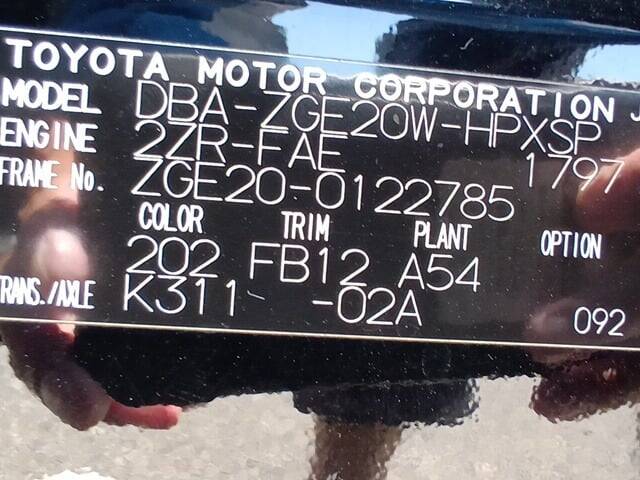 TOYOTA MOTOR CORPORATION J
MODEL DBA-ZGE20W-HPXSP
ENGINE 2ZR-FAE 1797
FRAME No. ZGE20-0122785
COLOR TRIM PLANT OPTION
202 FB12 A54
TRANS./AXLE K311 -02A 092